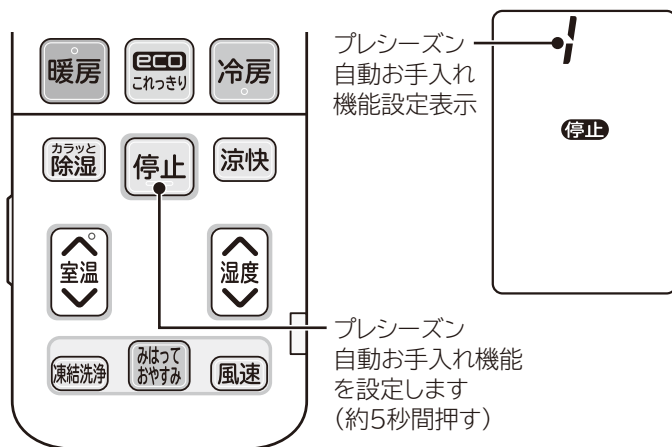 暖房
eco
これっきり
冷房
カラッと
除湿
停止
涼快
室温
湿度
凍結洗浄
みはって
おやすみ
風速
プレシーズン
自動お手入れ
機能設定表示
停止
プレシーズン
自動お手入れ機能
を設定します
(約5秒間押す)